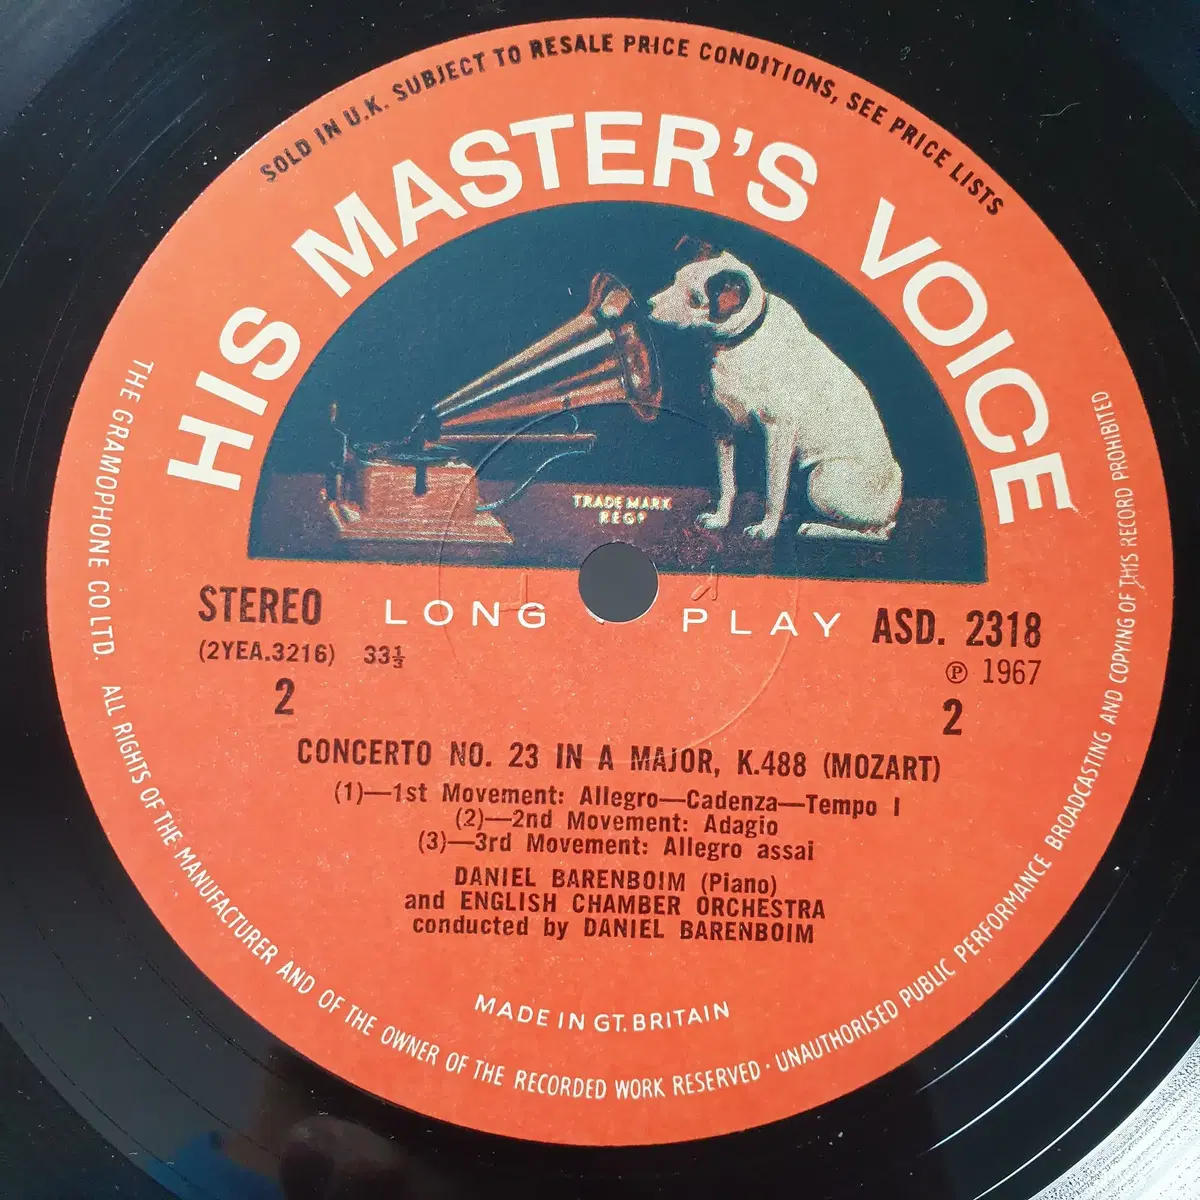 SOLD IN U.K. SUBJECT TO RESALE PRICE CONDITIONS, SEE PRICE LISTS
HIS MASTER'S VOICE
TRADE MARK
REGD
STEREO
LONG PLAY
ASD. 2318
(2YEA.3216) 33⅓
℗ 1967
2
2
CONCERTO NO. 23 IN A MAJOR, K.488 (MOZART)
(1)—1st Movement: Allegro—Cadenza—Tempo I
(2)—2nd Movement: Adagio
(3)—3rd Movement: Allegro assai
DANIEL BARENBOIM (Piano)
and ENGLISH CHAMBER ORCHESTRA
conducted by DANIEL BARENBOIM
MADE IN GT. BRITAIN
THE GRAMOPHONE CO LTD. ALL RIGHTS OF THE MANUFACTURER AND OF THE OWNER OF THE RECORDED WORK RESERVED · UNAUTHORISED PUBLIC PERFORMANCE BROADCASTING AND COPYING OF THIS RECORD PROHIBITED